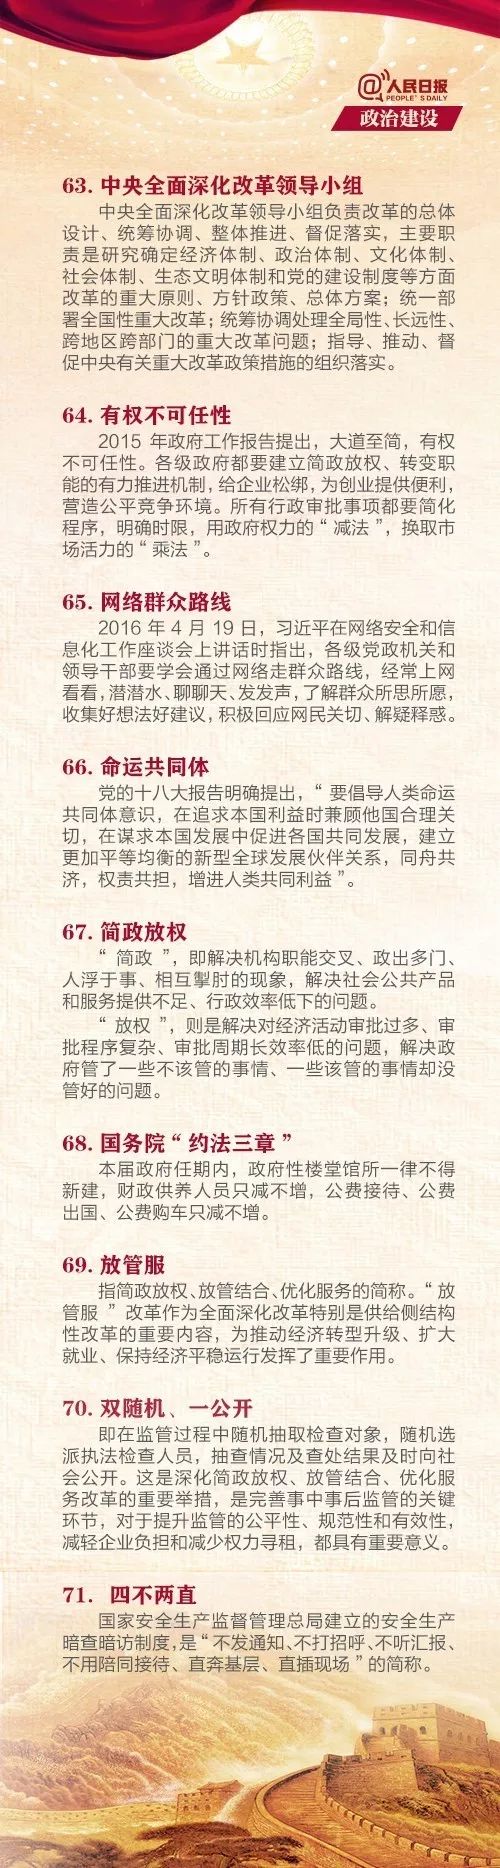 @人民日报
PEOPLE'S DAILY
政治建设
63. 中央全面深化改革领导小组
中央全面深化改革领导小组负责改革的总体
设计、统筹协调、整体推进、督促落实，主要职
责是研究确定经济体制、政治体制、文化体制、
社会体制、生态文明体制和党的建设制度等方面
改革的重大原则、方针政策、总体方案；统一部
署全国性重大改革；统筹协调处理全局性、长远性、
跨地区跨部门的重大改革问题；指导、推动、督
促中央有关重大改革政策措施的组织落实。
64. 有权不可任性
2015 年政府工作报告提出，大道至简，有权
不可任性。各级政府都要建立简政放权、转变职
能的有力推进机制，给企业松绑，为创业提供便利，
营造公平竞争环境。所有行政审批事项都要简化
程序，明确时限，用政府权力的“减法”，换取市
场活力的“乘法”。
65. 网络群众路线
2016 年 4 月 19 日，习近平在网络安全和信
息化工作座谈会上讲话时指出，各级党政机关和
领导干部要学会通过网络走群众路线，经常上网
看看，潜潜水、聊聊天、发发声，了解群众所思所愿，
收集好想法好建议，积极回应网民关切、解疑释惑。
66. 命运共同体
党的十八大报告明确提出，“要倡导人类命运
共同体意识，在追求本国利益时兼顾他国合理关
切，在谋求本国发展中促进各国共同发展，建立
更加平等均衡的新型全球发展伙伴关系，同舟共
济，权责共担，增进人类共同利益”。
67. 简政放权
“ 简政 ”，即解决机构职能交叉、政出多门、
人浮于事、相互掣肘的现象，解决社会公共产品
和服务提供不足、行政效率低下的问题。
“ 放权 ”，则是解决对经济活动审批过多、审
批程序复杂、审批周期长效率低的问题，解决政
府管了一些不该管的事情、一些该管的事情却没
管好的问题。
68. 国务院“约法三章”
本届政府任期内，政府性楼堂馆所一律不得
新建，财政供养人员只减不增，公费接待、公费
出国、公费购车只减不增。
69. 放管服
指简政放权、放管结合、优化服务的简称。“放
管服 ”改革作为全面深化改革特别是供给侧结构
性改革的重要内容，为推动经济转型升级、扩大
就业、保持经济平稳运行发挥了重要作用。
70. 双随机、一公开
即在监管过程中随机抽取检查对象，随机选
派执法检查人员，抽查情况及查处结果及时向社
会公开。这是深化简政放权、放管结合、优化服
务改革的重要举措，是完善事中事后监管的关键
环节，对于提升监管的公平性、规范性和有效性，
减轻企业负担和减少权力寻租，都具有重要意义。
71. 四不两直
国家安全生产监督管理总局建立的安全生产
暗查暗访制度，是“不发通知、不打招呼、不听汇报、
不用陪同接待、直奔基层、直插现场”的简称。